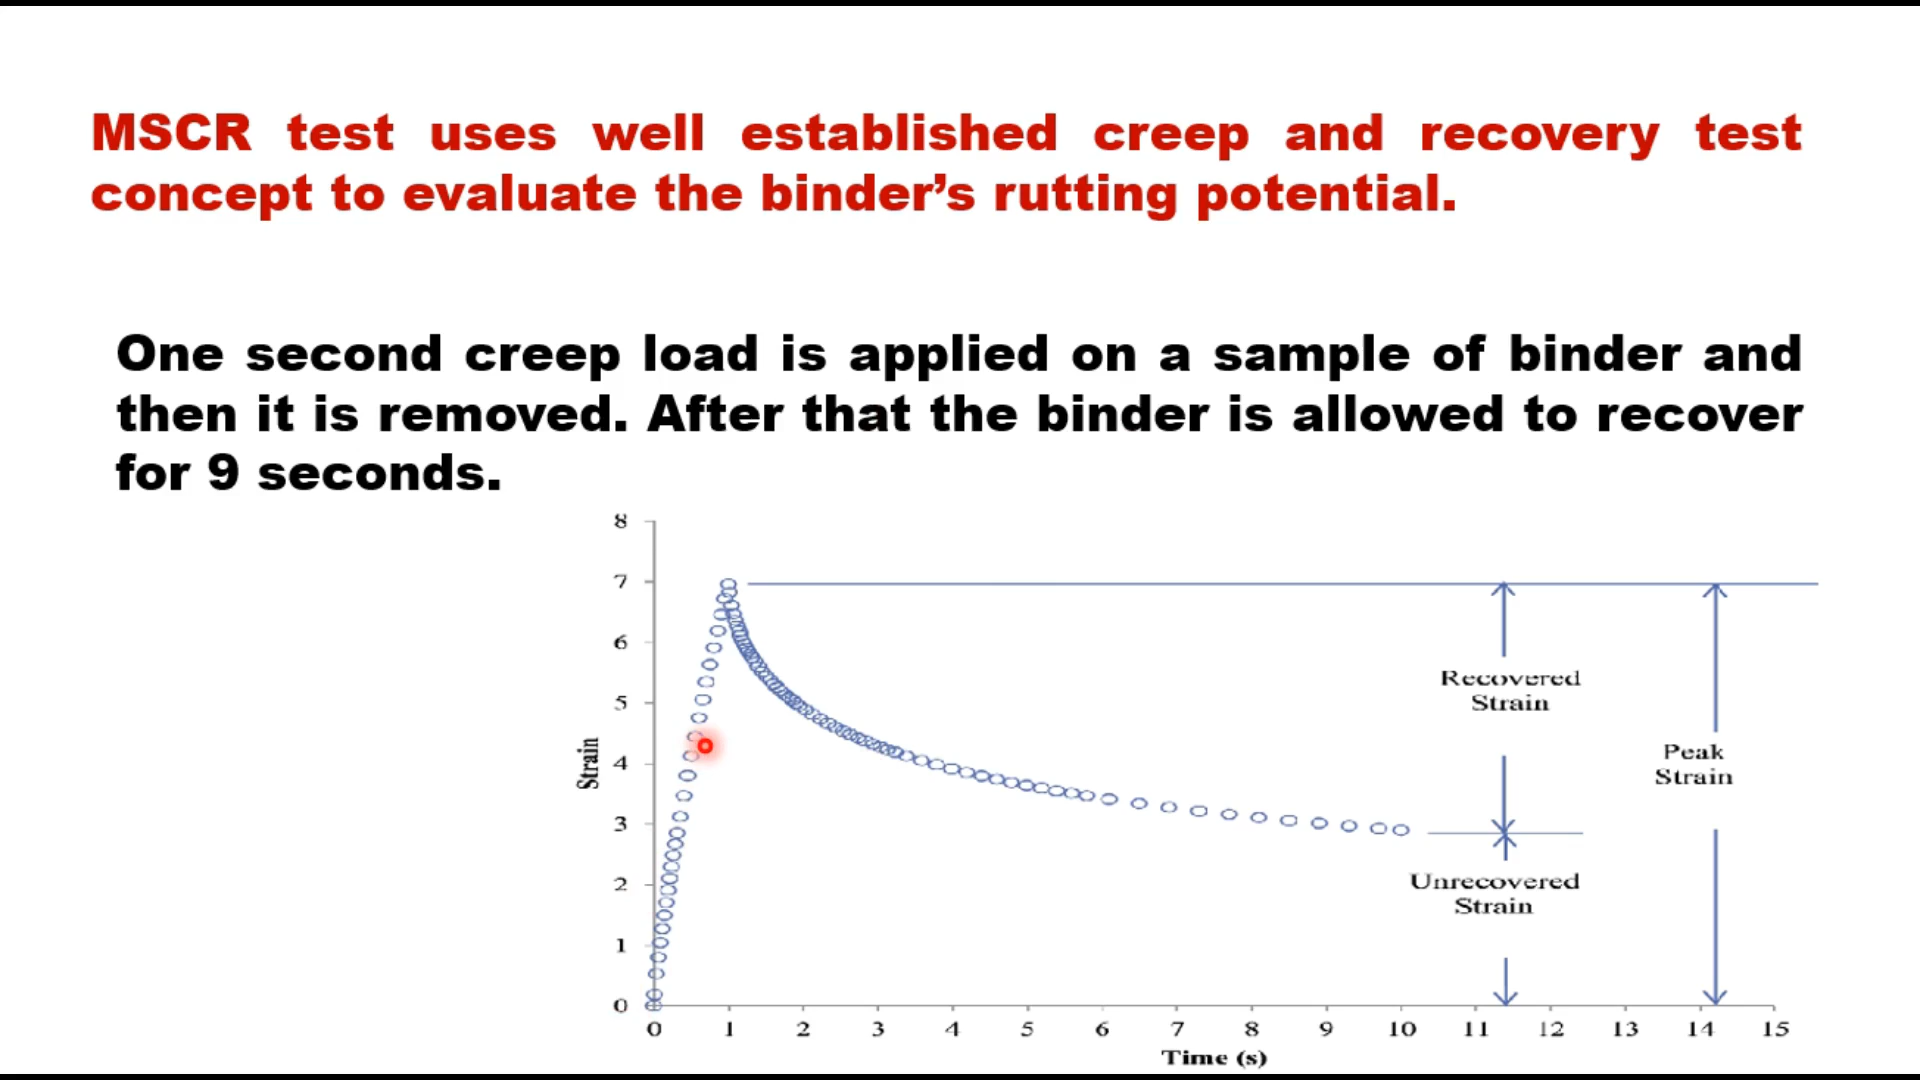 MSCR test uses well established creep and recovery test
concept to evaluate the binder’s rutting potential.
One second creep load is applied on a sample of binder and
then it is removed. After that the binder is allowed to recover
for 9 seconds.
8
7
6
5
4
3
2
1
0
Strain
Recovered
Strain
Peak
Strain
Unrecovered
Strain
0 1 2 3 4 5 6 7 8 9 10 11 12 13 14 15
Time (s)